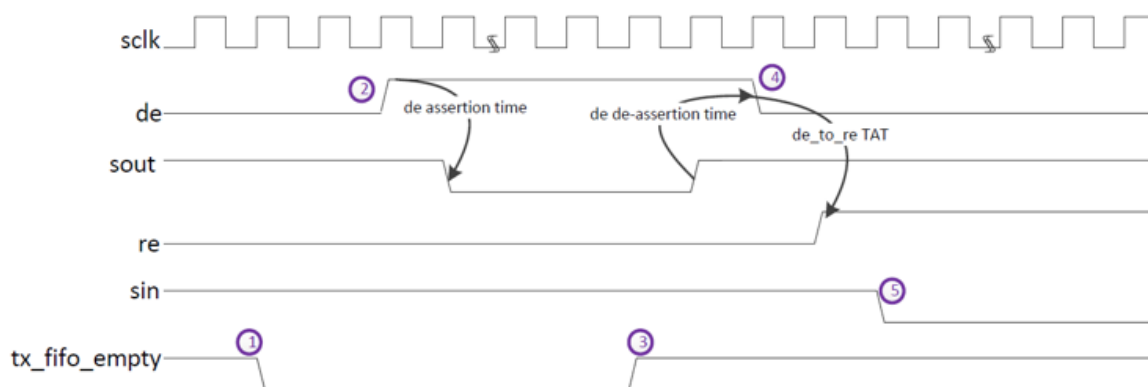 sclk
2
4
de assertion time
de de-assertion time
de
de_to_re TAT
sout
re
sin
5
1
3
tx_fifo_empty